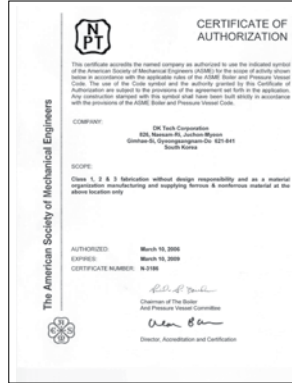 N
PT
CERTIFICATE OF
AUTHORIZATION
This certificate accredits the named company as authorized to use the indicated symbol
of the American Society of Mechanical Engineers (ASME) for the scope of activity shown
below in accordance with the applicable rules of the ASME Boiler and Pressure Vessel
Code. The use of the Code symbol and the authority granted by this Certificate of
Authorization are subject to the provisions of the agreement set forth in the application.
Any construction stamped with this symbol shall have been built strictly in accordance
with the provisions of the ASME Boiler and Pressure Vessel Code.
COMPANY:
DK Tech Corporation
Namsam-Ri, Juchon-Myeon
Gimhae-Si, Gyeongsangnam-Do 621-841
South Korea
SCOPE:
Class 1, 2 & 3 fabrication without design responsibility and as a material
organization manufacturing and supplying ferrous & nonferrous material at the
above location only
AUTHORIZED: March 10, 2006
EXPIRES: March 10, 2009
CERTIFICATE NUMBER: N-3188
Chairman of The Boiler
And Pressure Vessel Committee
Director, Accreditation and Certification
The American Society of Mechanical Engineers